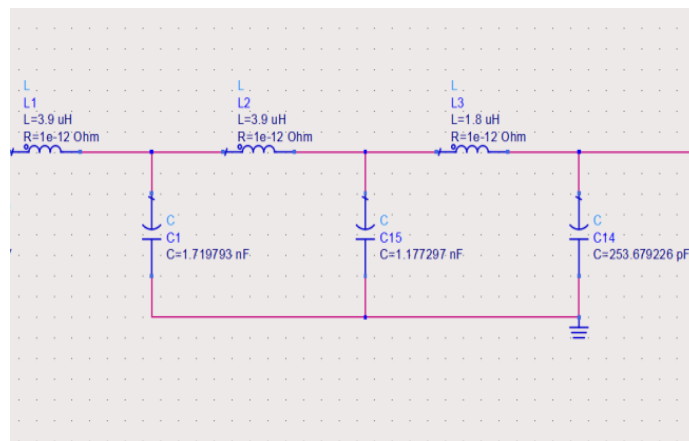 L
L1
L=3.9 uH
R=1e-12 Ohm
L
L2
L=3.9 uH
R=1e-12 Ohm
L
L3
L=1.8 uH
R=1e-12 Ohm
C
C1
C=1.719793 nF
C
C15
C=1.177297 nF
C
C14
C=253.679226 pF